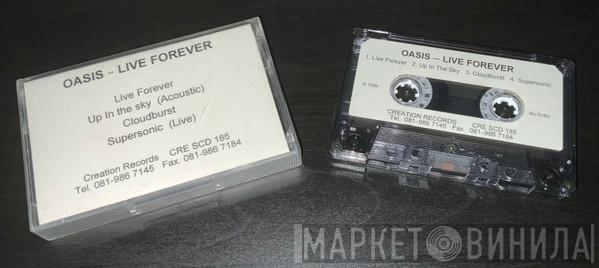 OASIS – LIVE FOREVER
Live Forever
Up In the sky (Acoustic)
Cloudburst
Supersonic (Live)
Creation Records CRE SCD 185
Tel. 081-986 7145 Fax. 081-986 7184
OASIS – LIVE FOREVER
1. Live Forever 2. Up In The Sky 3. Cloudburst 4. Supersonic
CREATION RECORDS CRE SCD 185
Tel. 081-986 7145 Fax 081-986 7184
МАРКЕТ ВИНИЛА